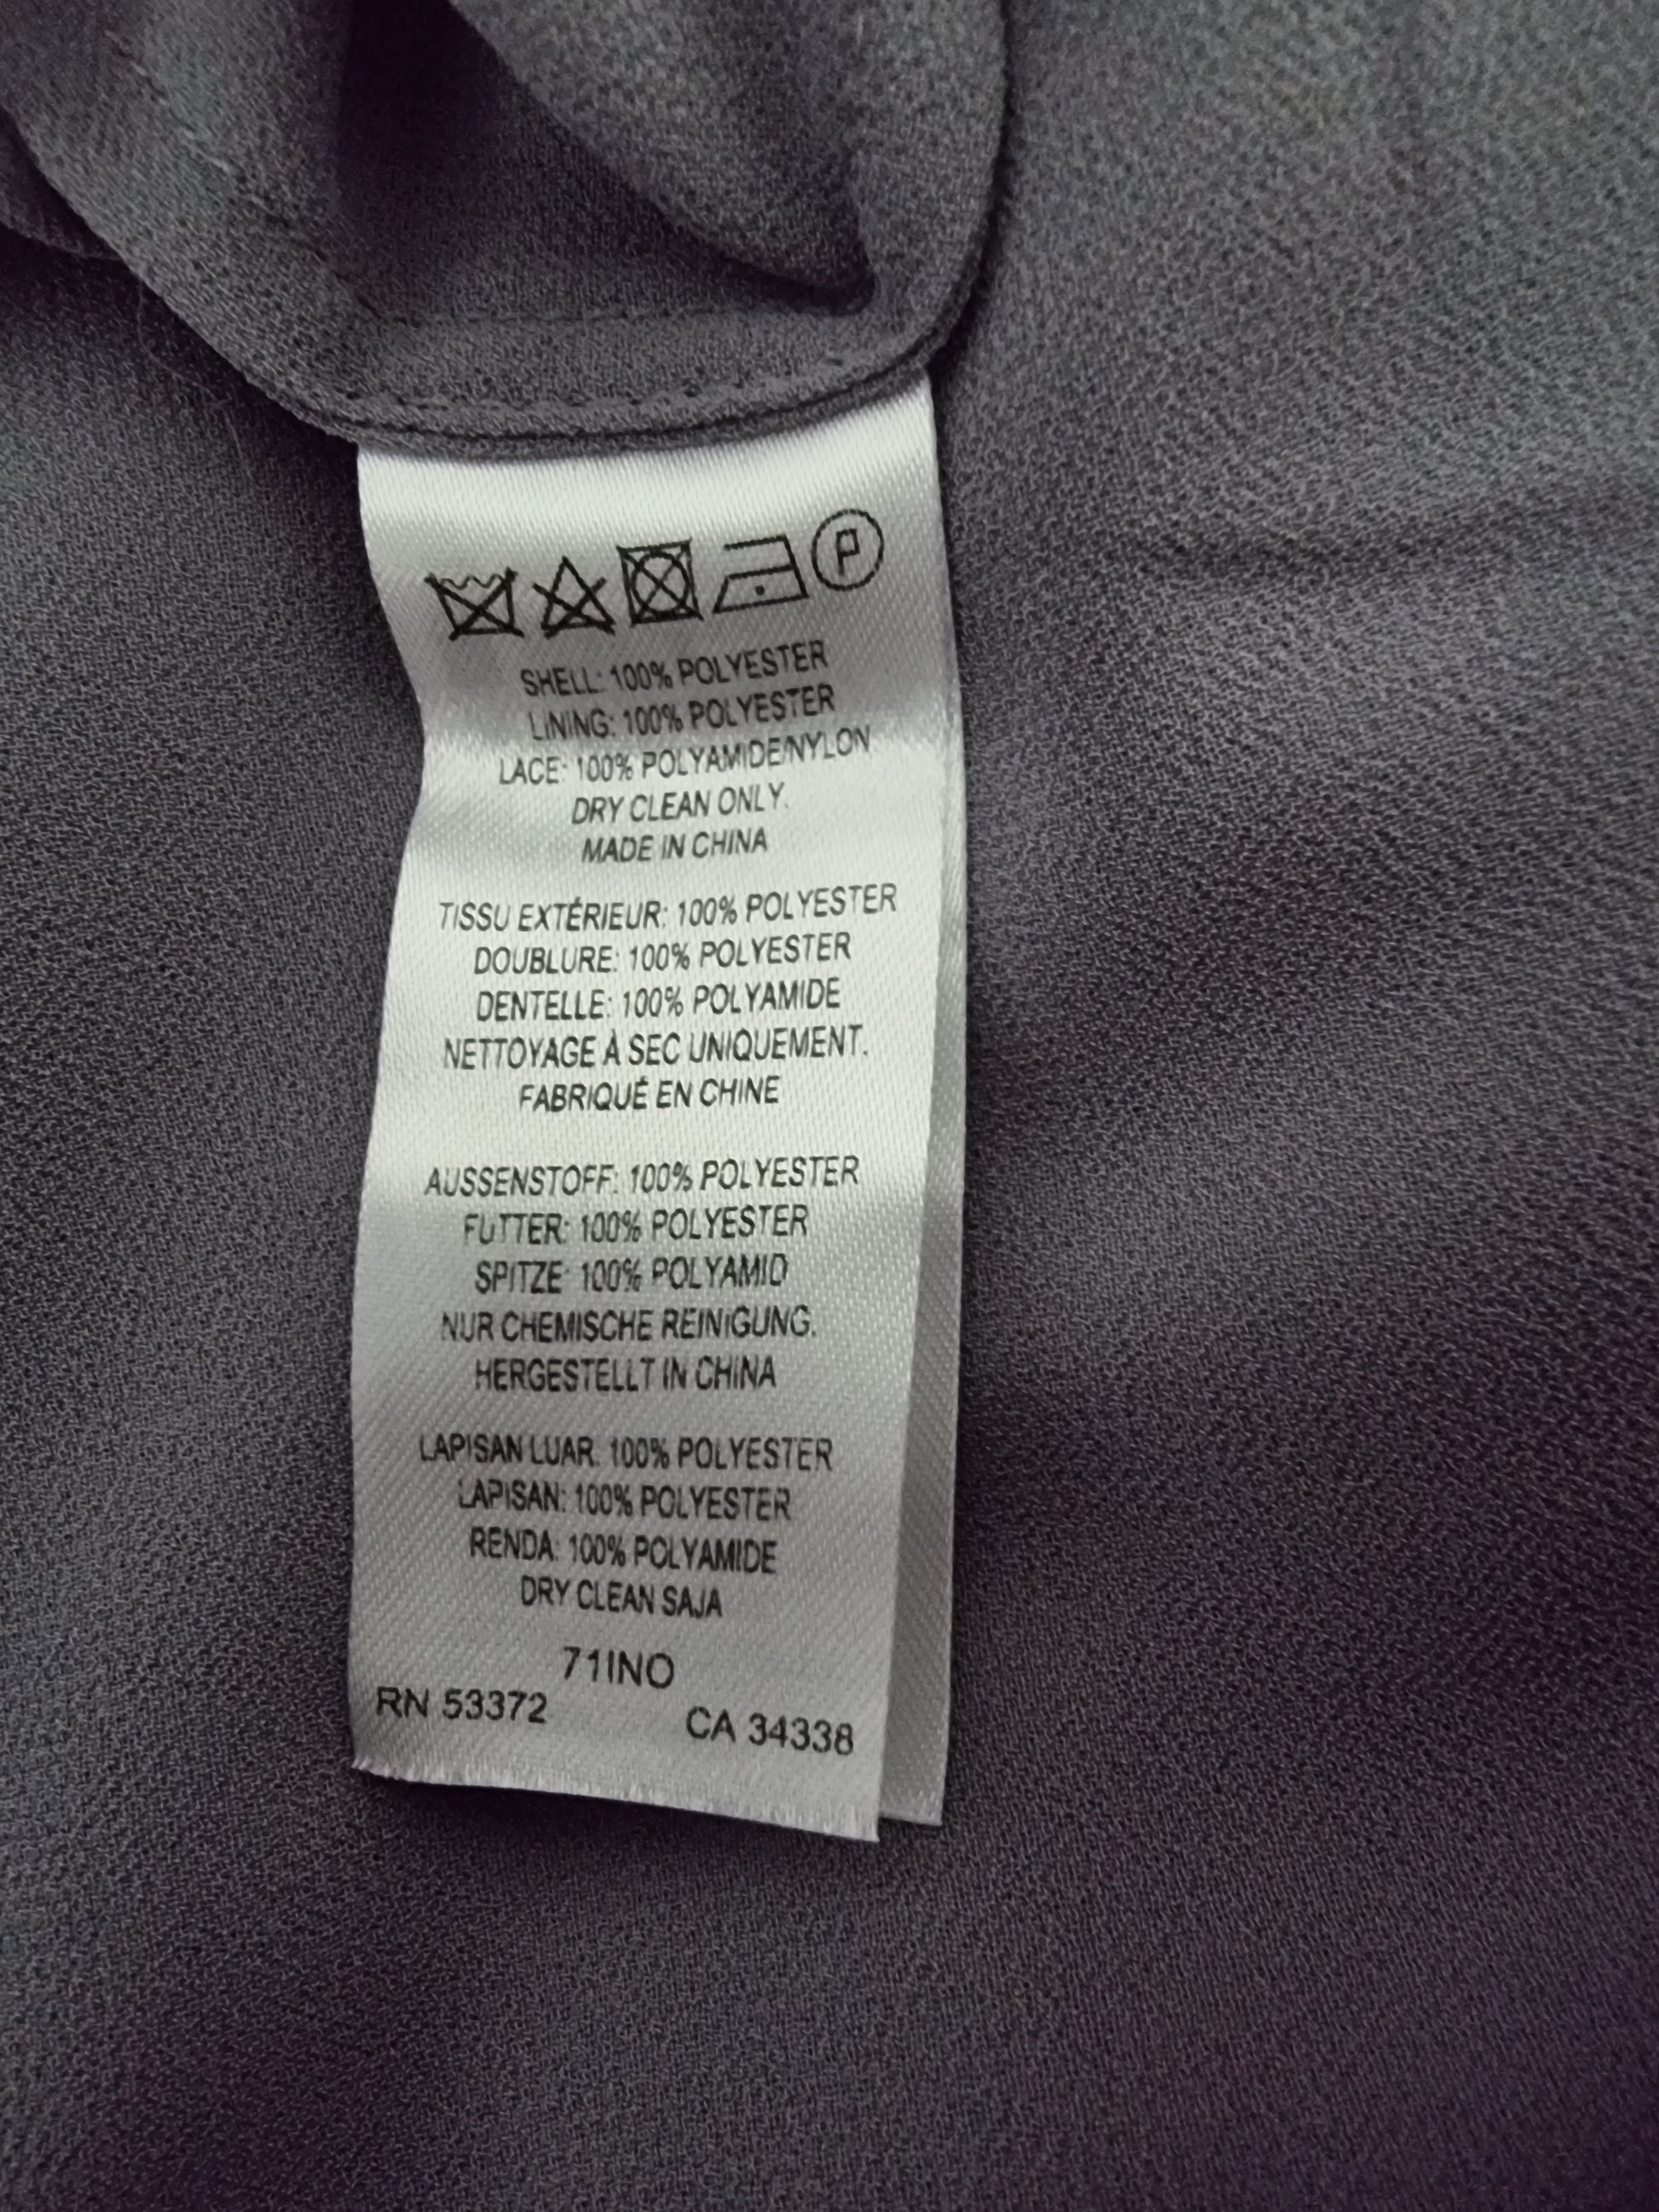 P
SHELL: 100% POLYESTER
LINING: 100% POLYESTER
LACE: 100% POLYAMIDE/NYLON
DRY CLEAN ONLY.
MADE IN CHINA
TISSU EXTÉRIEUR: 100% POLYESTER
DOUBLURE: 100% POLYESTER
DENTELLE: 100% POLYAMIDE
NETTOYAGE À SEC UNIQUEMENT.
FABRIQUÉ EN CHINE
AUSSENSTOFF: 100% POLYESTER
FUTTER: 100% POLYESTER
SPITZE: 100% POLYAMID
NUR CHEMISCHE REINIGUNG.
HERGESTELLT IN CHINA
LAPISAN LUAR: 100% POLYESTER
LAPISAN: 100% POLYESTER
RENDA: 100% POLYAMIDE
DRY CLEAN SAJA
71INO
RN 53372 CA 34338